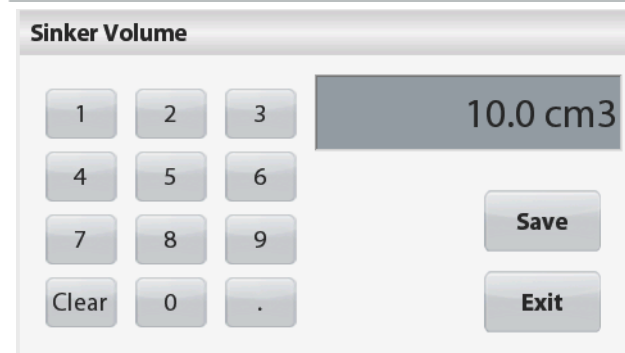 Sinker Volume
1 2 3 10.0 cm3
4 5 6
Save
7 8 9
Clear 0 . Exit